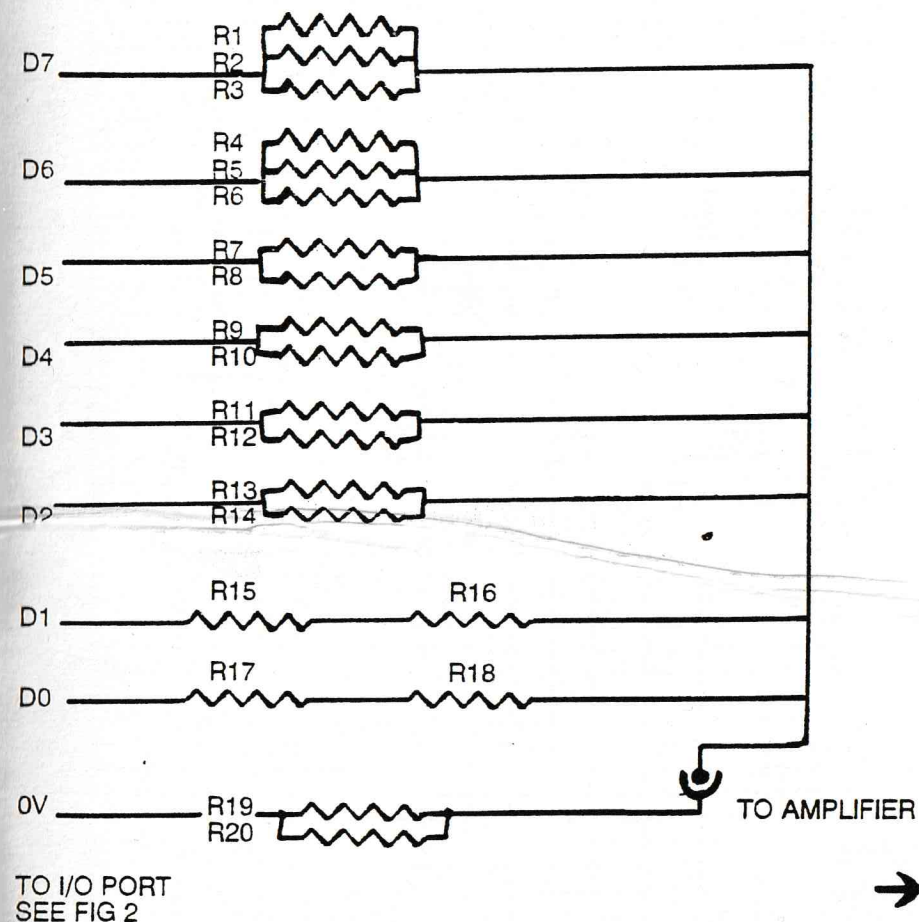 R1
D7
R2
R3
R4
D6
R5
R6
R7
D5
R8
R9
D4
R10
R11
D3
R12
R13
D2
R14
R15 R16
D1
R17 R18
D0
0V
R19
R20
TO AMPLIFIER
TO I/O PORT
SEE FIG 2